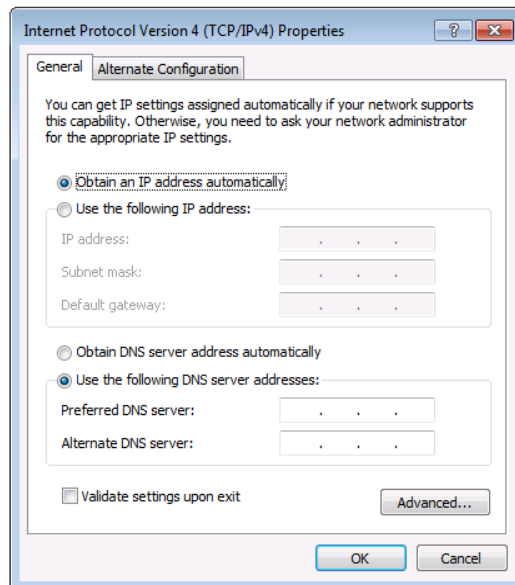 Internet Protocol Version 4 (TCP/IPv4) Properties
?
General
Alternate Configuration
You can get IP settings assigned automatically if your network supports
this capability. Otherwise, you need to ask your network administrator
for the appropriate IP settings.
Obtain an IP address automatically
Use the following IP address:
IP address:
Subnet mask:
Default gateway:
Obtain DNS server address automatically
Use the following DNS server addresses:
Preferred DNS server:
Alternate DNS server:
Validate settings upon exit
Advanced...
OK
Cancel